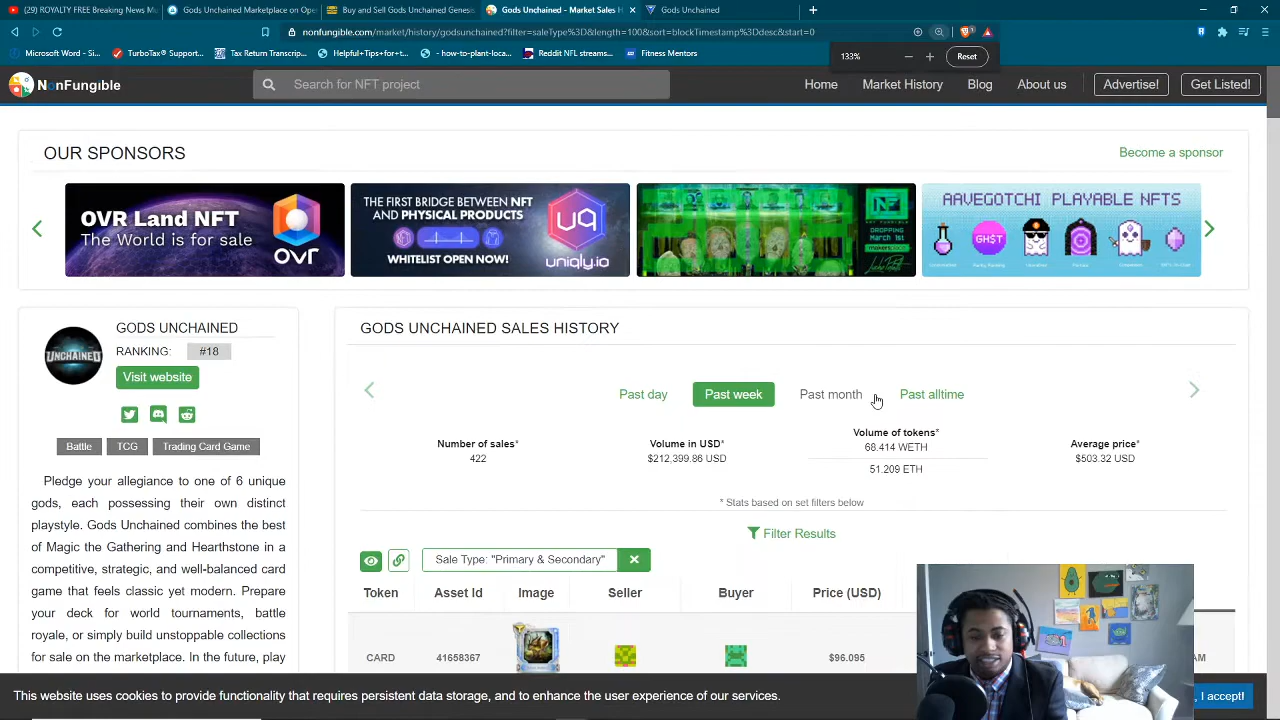 (29) ROYALTY FREE Breaking News M
Gods Unchained Marketplace on Ope
Buy and Sell Gods Unchained Genesis
Gods Unchained - Market Sales H
Gods Unchained
nonfungible.com/market/history/godsunchained?filter=saleType%3D&length=100&sort=blockTimestamp%3Ddesc&start=0
Microsoft Word - Si...
TurboTax® Support...
Tax Return Transcrip...
Helpful+Tips+for+t...
-how-to-plant-loca...
Reddit NFL streams...
Fitness Mentors
133%
Reset
NonFungible
Search for NFT project
Home
Market History
Blog
About us
Advertise!
Get Listed!
OUR SPONSORS
Become a sponsor
OVR Land NFT
The World is for sale
ovr
THE FIRST BRIDGE BETWEEN NFT
AND PHYSICAL PRODUCTS
WHITELIST OPEN NOW!
uniqly.io
DROPPING
March 1st
AAVEGOTCHI PLAYABLE NFTS
GHST
GODS UNCHAINED
RANKING:
#18
Visit website
UNCHAINED
Battle
TCG
Trading Card Game
Pledge your allegiance to one of 6 unique
gods, each possessing their own distinct
playstyle. Gods Unchained combines the best
of Magic the Gathering and Hearthstone in a
competitive, strategic, and well-balanced card
game that feels classic yet modern. Prepare
your deck for world tournaments, battle
royale, or simply build unstoppable collections
for sale on the marketplace. In the future, play
GODS UNCHAINED SALES HISTORY
Past day
Past week
Past month
Past alltime
Number of sales*
422
Volume in USD*
$212,399.86 USD
Volume of tokens*
68.414 WETH
51.209 ETH
Average price*
$503.32 USD
* Stats based on set filters below
Filter Results
Sale Type: "Primary & Secondary"
Token
Asset Id
Image
Seller
Buyer
Price (USD)
CARD
41658367
$96.095
AM
This website uses cookies to provide functionality that requires persistent data storage, and to enhance the user experience of our services.
, I accept!